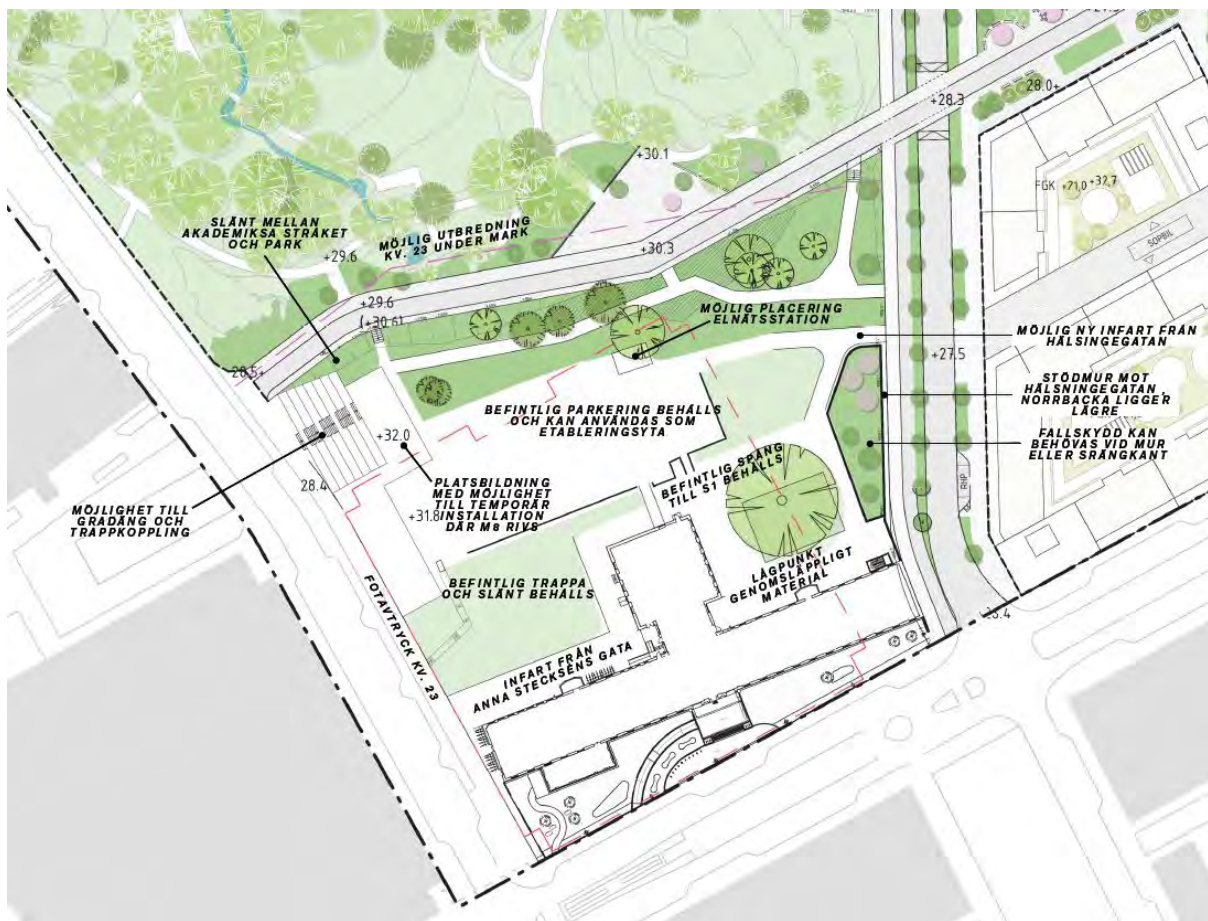 +28.3
28.0+
+30.1
FGK +21,0 +32,7
SOPBIL
SLÄNT MELLAN
AKADEMIKSA STRÅKET
OCH PARK
+29.6
MÖJLIG UTBREDNING
KV. 23 UNDER MARK
+30.3
+29.6
(+30.6)
MÖJLIG PLACERING
ELNÄTSSTATION
MÖJLIG NY INFART FRÅN
HÄLSINGEGATAN
+27.5
28.5+
STÖDMUR MOT
HÄLSINGEGATAN ,
NORRBACKA LIGGER
LÄGRE
BEFINTLIG PARKERING BEHÅLLS
OCH KAN ANVÄNDAS SOM
ETABLERINGSYTA
+32.0
FALLSKYDD KAN
BEHÖVAS VID MUR
ELLER SRÄNGKANT
BEFINTLIG SPÅNG
TILL S1 BEHÅLLS
28.4
PLATSBILDNING
MED MÖJLIGHET
TILL TEMPORÄR
INSTALLATION
DÄR M8 RIVS
+31.8
RHP
MÖJLIGHET TILL
GRADÄNG OCH
TRAPPKOPPLING
LÅGPUNKT
GENOMSLÄPPLIGT
MATERIAL
BEFINTLIG TRAPPA
OCH SLÄNT BEHÅLLS
FOTAVTRYCK KV. 23
INFART FRÅN
ANNA STECKSÉNS GATA